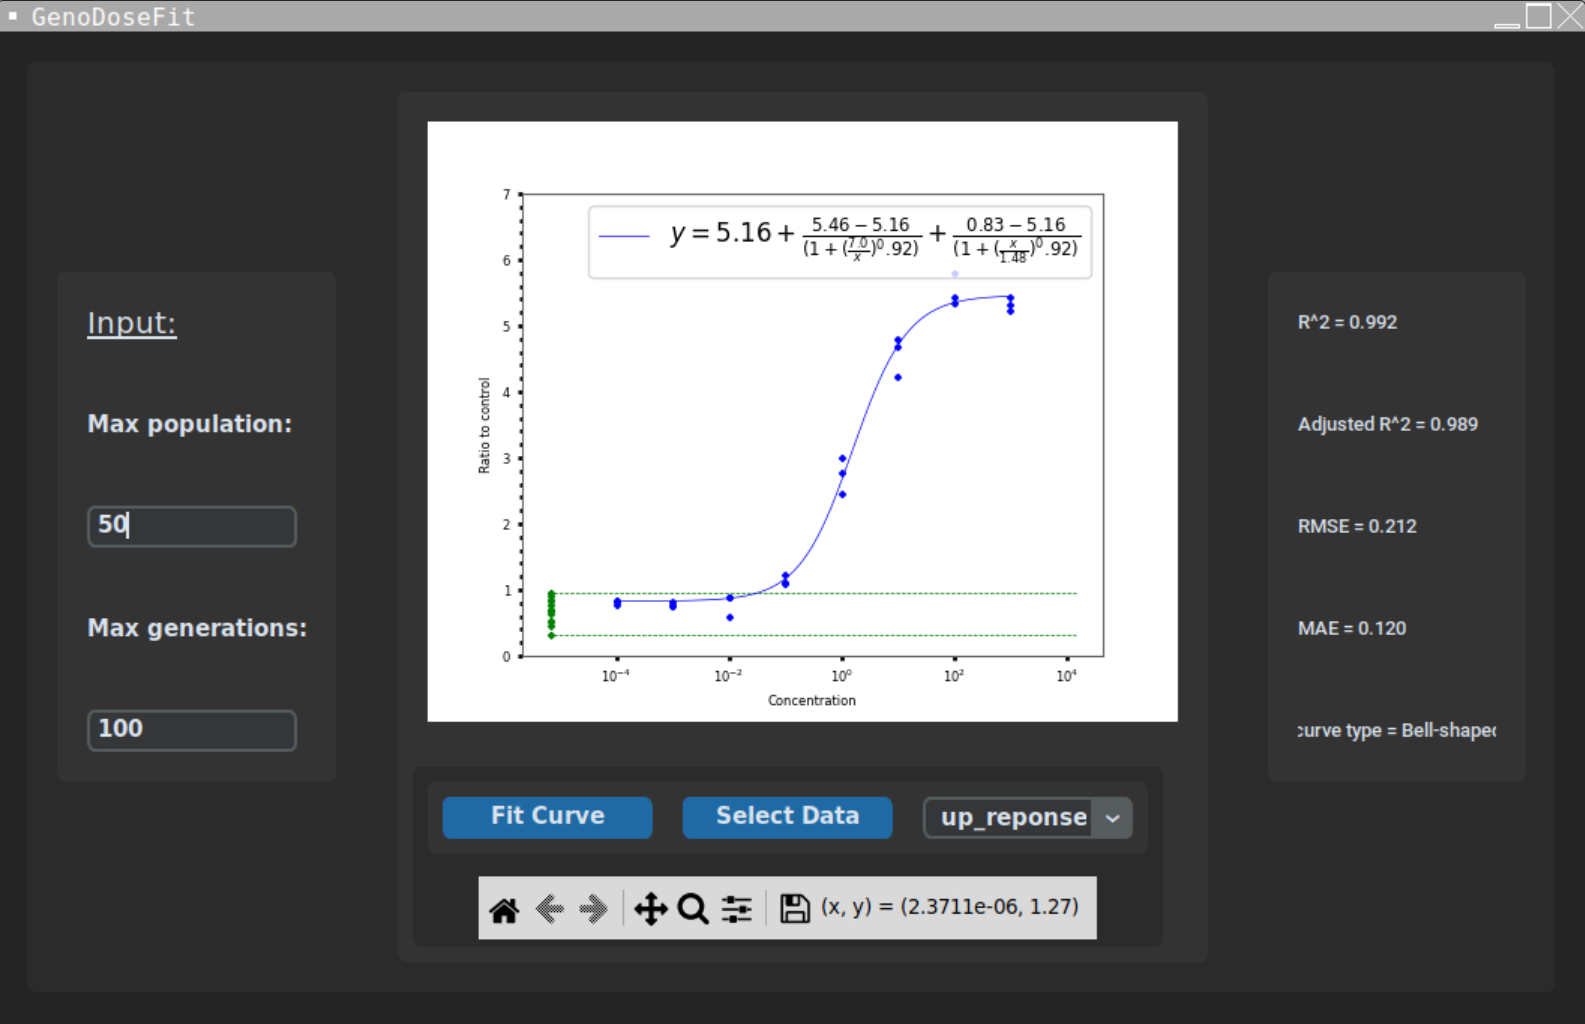 GenoDoseFit
Input:
Max population:
50
Max generations:
100
7
6
5
4
3
2
1
0
Ratio to control
y = 5.16 + \frac{5.46 − 5.16}{(1 + (\frac{7.0}{x})^0.92)} + \frac{0.83 − 5.16}{(1 + (\frac{x}{1.48})^0.92)}
10^{−4} 10^{−2} 10^0 10^2 10^4
Concentration
Fit Curve Select Data up_reponse
(x, y) = (2.3711e-06, 1.27)
R^2 = 0.992
Adjusted R^2 = 0.989
RMSE = 0.212
MAE = 0.120
curve type = Bell-shaped